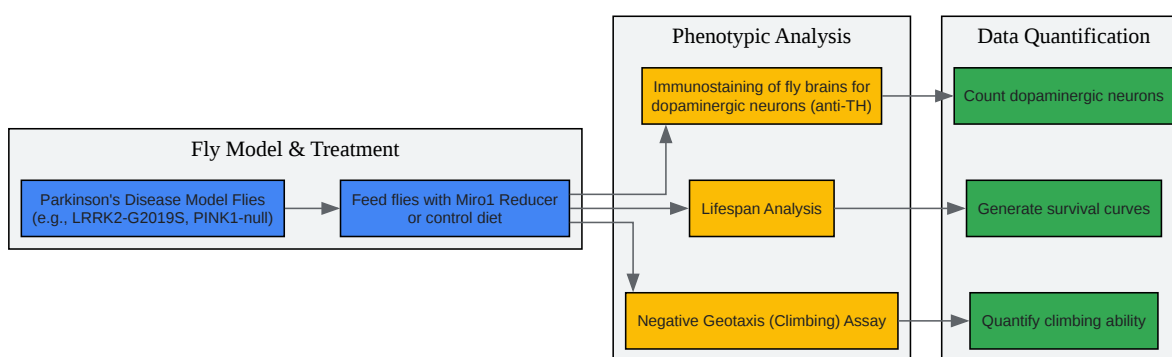 Fly Model & Treatment
Parkinson's Disease Model Flies
(e.g., LRRK2-G2019S, PINK1-null)
Feed flies with Miro1 Reducer
or control diet
Phenotypic Analysis
Immunostaining of fly brains for
dopaminergic neurons (anti-TH)
Lifespan Analysis
Negative Geotaxis (Climbing) Assay
Data Quantification
Count dopaminergic neurons
Generate survival curves
Quantify climbing ability